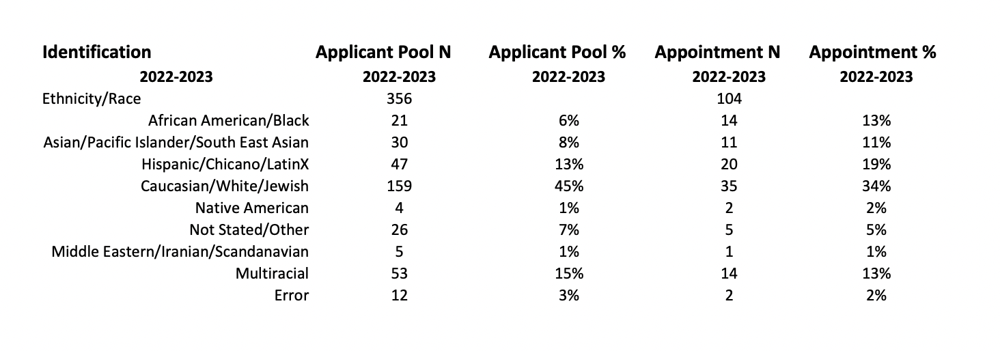 Identification Applicant Pool N Applicant Pool % Appointment N Appointment %
2022-2023 2022-2023 2022-2023 2022-2023 2022-2023
Ethnicity/Race 356 104
African American/Black 21 6% 14 13%
Asian/Pacific Islander/South East Asian 30 8% 11 11%
Hispanic/Chicano/LatinX 47 13% 20 19%
Caucasian/White/Jewish 159 45% 35 34%
Native American 4 1% 2 2%
Not Stated/Other 26 7% 5 5%
Middle Eastern/Iranian/Scandanavian 5 1% 1 1%
Multiracial 53 15% 14 13%
Error 12 3% 2 2%